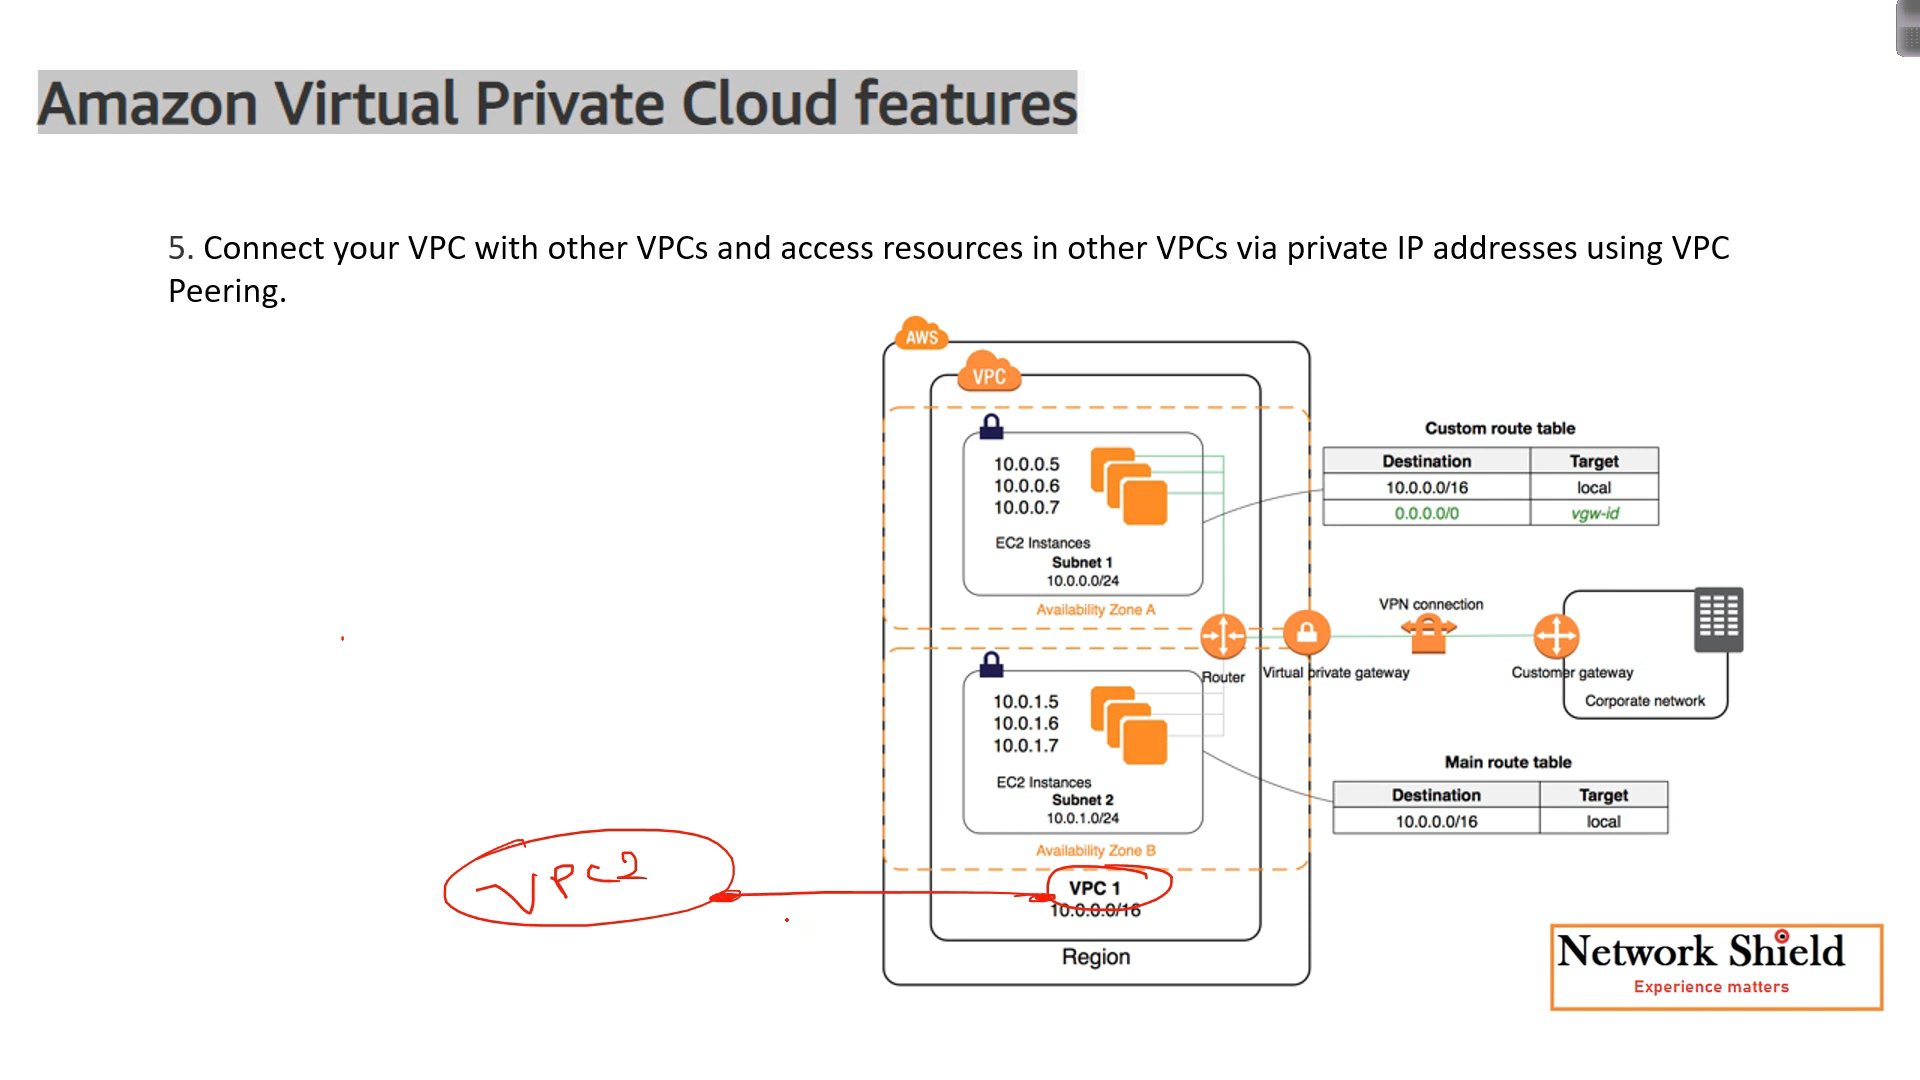 Amazon Virtual Private Cloud features
5. Connect your VPC with other VPCs and access resources in other VPCs via private IP addresses using VPC
Peering.
AWS
VPC
10.0.0.5
10.0.0.6
10.0.0.7
EC2 Instances
Subnet 1
10.0.0.0/24
Availability Zone A
Custom route table
Destination Target
10.0.0.0/16 local
0.0.0.0/0 vgw-id
VPN connection
Router
Virtual private gateway
Customer gateway
Corporate network
10.0.1.5
10.0.1.6
10.0.1.7
EC2 Instances
Subnet 2
10.0.1.0/24
Availability Zone B
Main route table
Destination Target
10.0.0.0/16 local
VPC2
VPC 1
10.0.0.0/16
Region
Network Shield
Experience matters